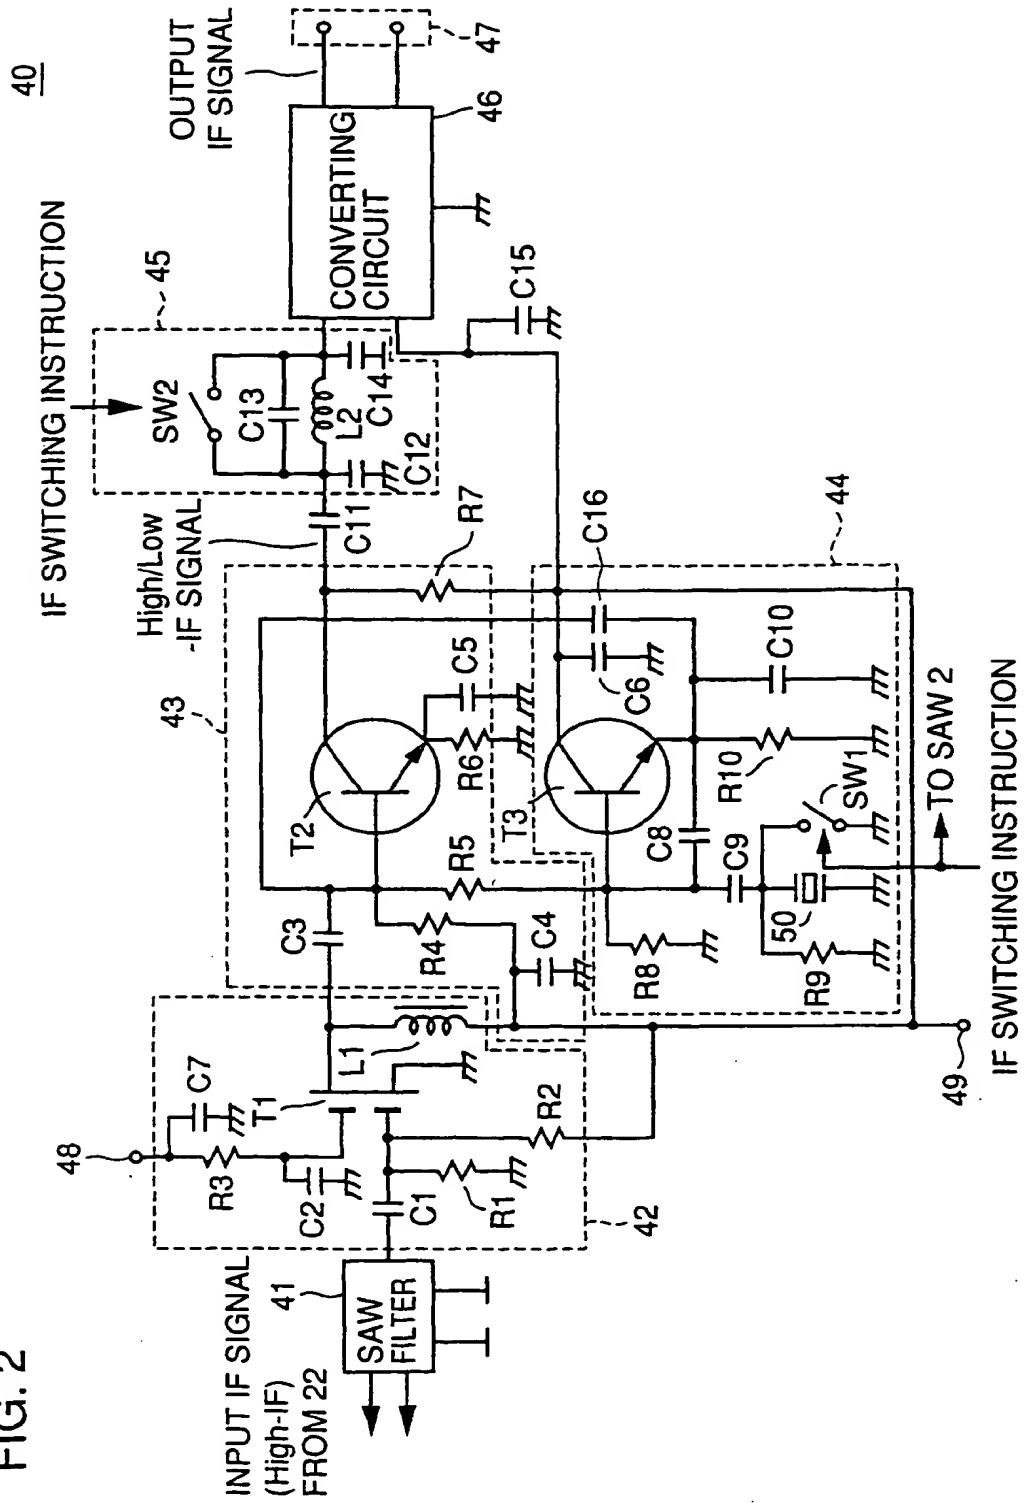 FIG. 2
40
IF SWITCHING INSTRUCTION
OUTPUT
IF SIGNAL
47
46
CONVERTING
CIRCUIT
45
SW2
C13
L2
C14
C12
C15
High/Low
-IF SIGNAL
C11
R7
C16
44
43
T2
C5
R6
C3
R5
R4
C4
T3
C6
C10
R10
C8
C9
SW1
50
R8
R9
TO SAW 2
IF SWITCHING INSTRUCTION
49
48
C7
R3
T1
L1
C2
C1
R1
R2
42
INPUT IF SIGNAL
(High-IF)
FROM 22
41
SAW
FILTER